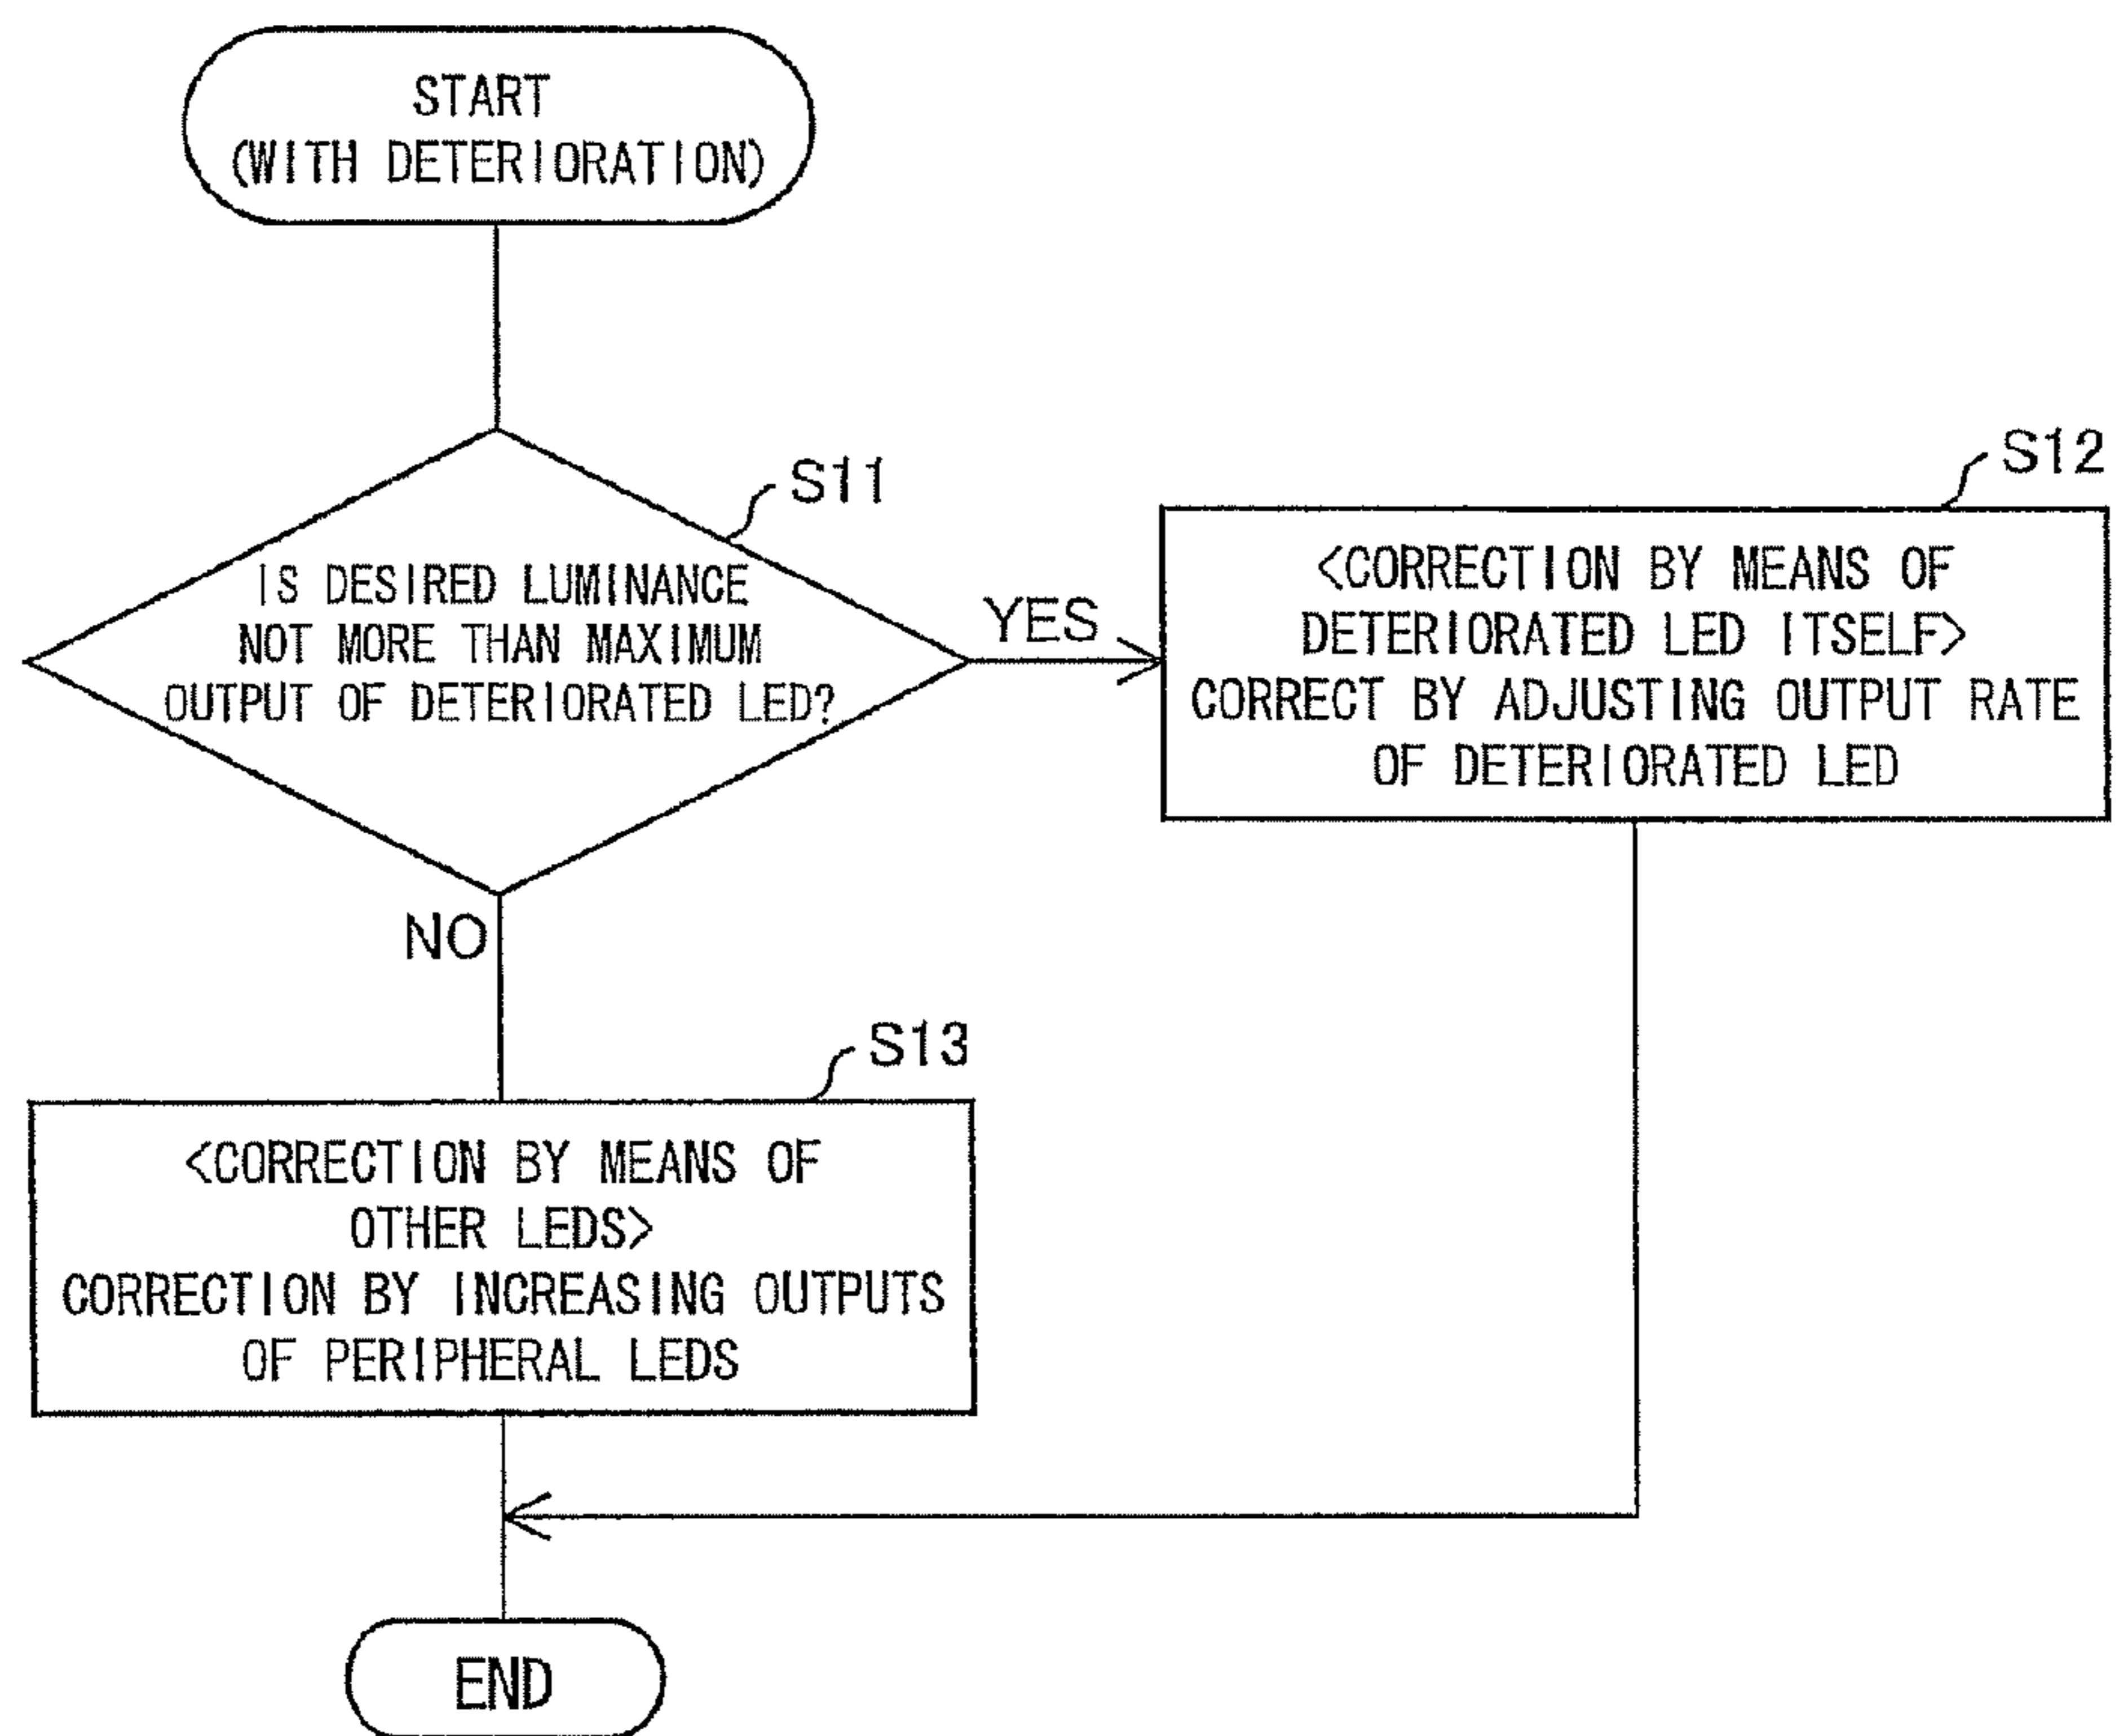 START
(WITH DETERIORATION)
S11
IS DESIRED LUMINANCE
NOT MORE THAN MAXIMUM
OUTPUT OF DETERIORATED LED?
YES
S12
<CORRECTION BY MEANS OF
DETERIORATED LED ITSELF>
CORRECT BY ADJUSTING OUTPUT RATE
OF DETERIORATED LED
NO
S13
<CORRECTION BY MEANS OF
OTHER LEDS>
CORRECTION BY INCREASING OUTPUTS
OF PERIPHERAL LEDS
END